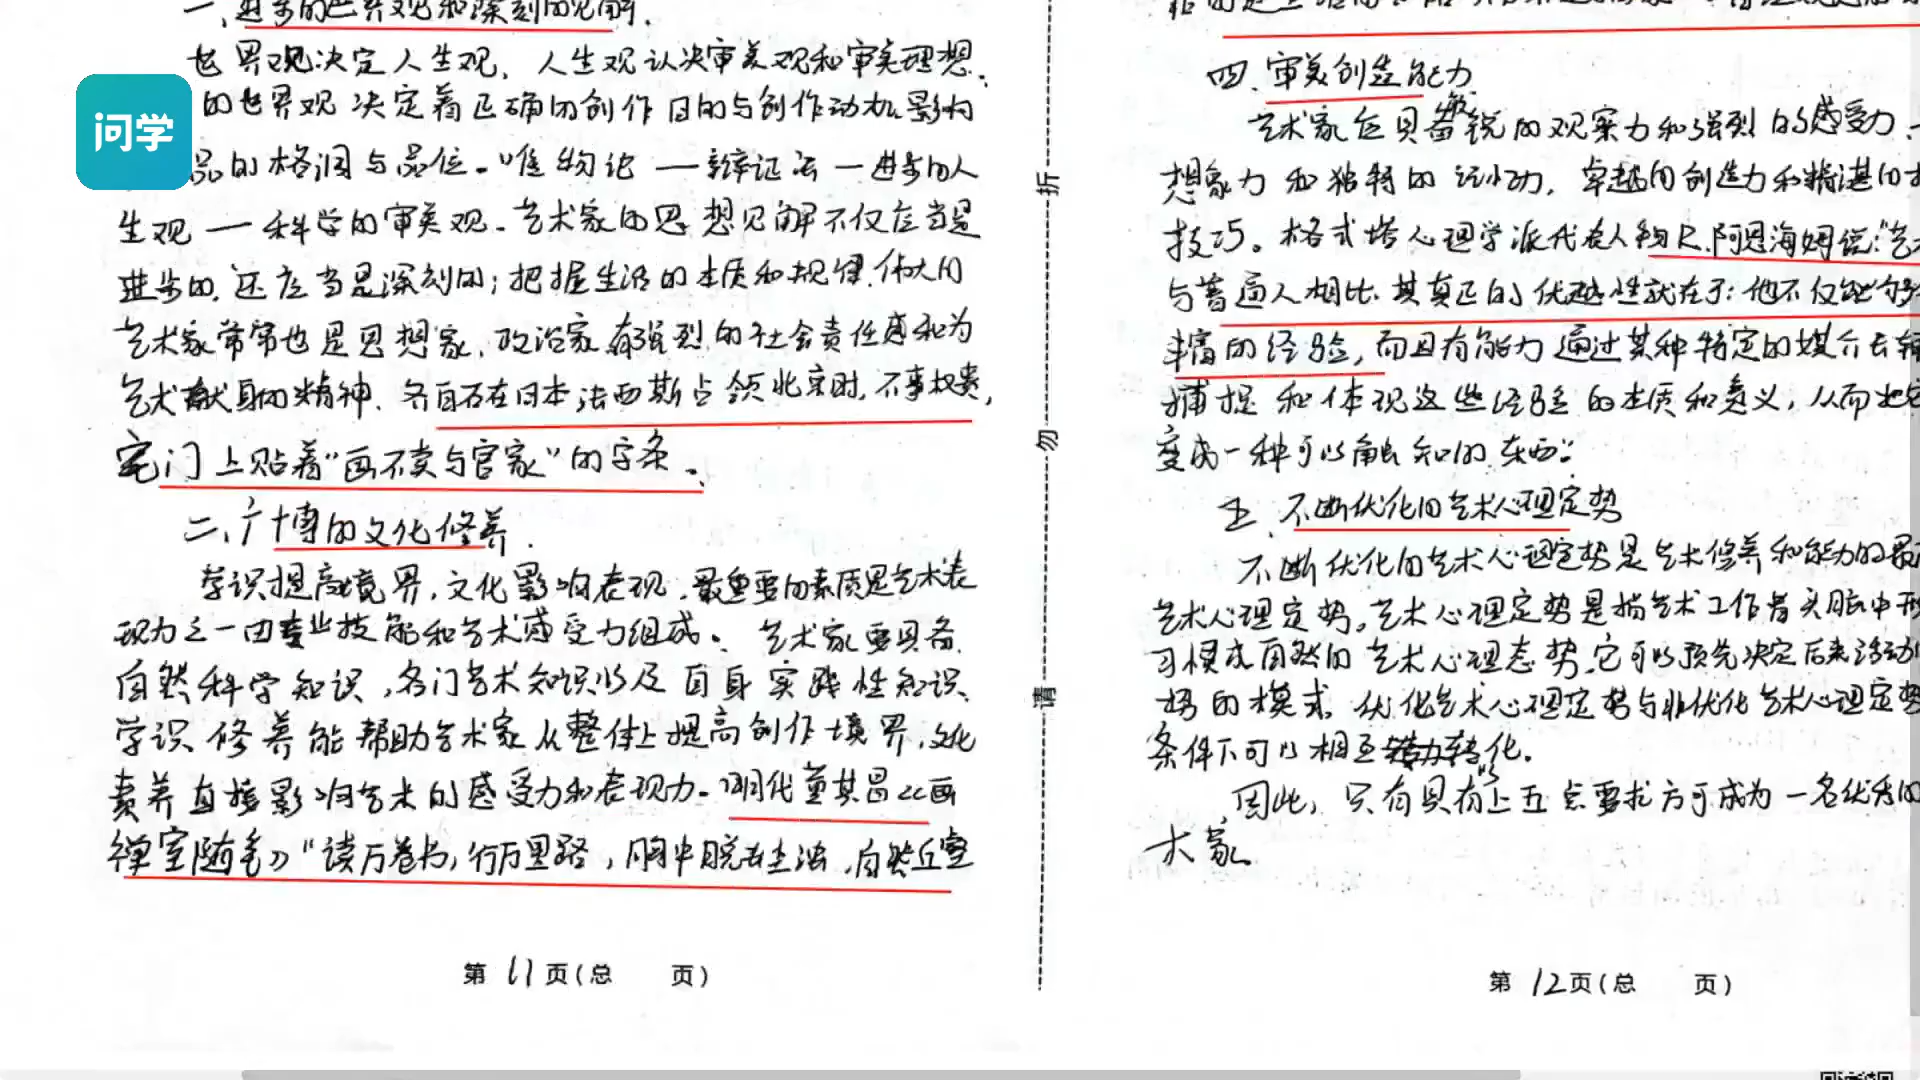 一、进步的世界观和深刻的见解.
世界观决定人生观,人生观认决审美观和审美理想.
的世界观决定着正确的创作目的与创作动机,影响
问学
品的格调与品位。唯物论 — 辩证法 — 进步的人
生观 — 科学的审美观。艺术家的思想见解不仅应当是
进步的,还应当是深刻的;把握生活的本质和规律.伟大的
艺术家常常也是思想家,政治家,有强烈的社会责任感和为
艺术献身的精神.齐白石在日本法西斯占领北京时,不事权贵,
宅门上贴着“画不卖与官家”的字条。
二、广博的文化修养.
学识提高境界,文化影响表现,最重要的素质是艺术表
现力之一由专业技能和艺术感受力组成。艺术家要具备
自然科学知识,各门艺术知识以及自身实践性知识.
学识修养能帮助艺术家从整体上提高创作境界,文化
素养直接影响艺术的感受力和表现力。明代董其昌《画
禅室随笔》“读万卷书,行万里路,胸中脱去尘浊,自然丘壑
第 11 页(总 页)
折
勿
请
四、审美创造能力
艺术家应具备敏锐的观察力和强烈的感受力、
想象力和独特的记忆力,卓越的创造力和精湛的
技巧。格式塔心理学派代表人物R.阿恩海姆说:“艺
与普通人相比,其真正的优越性就在于:他不仅能够
丰富的经验,而且有能力通过某种特定的媒介去
捕捉和体现这些经验的本质和意义,从而把它
变成一种可以触知的东西”
五、不断优化的艺术心理定势
不断优化的艺术心理定势是艺术修养和能力的最
艺术心理定势。艺术心理定势是指艺术工作者头脑中
习惯成自然的艺术心理态势,它可以预先决定后来活动
势的模式.优化艺术心理定势与非优化艺术心理定势
条件下可以相互转化.
因此,只有具有以上五点要求方可成为一名优秀的
术家
第 12 页(总 页)